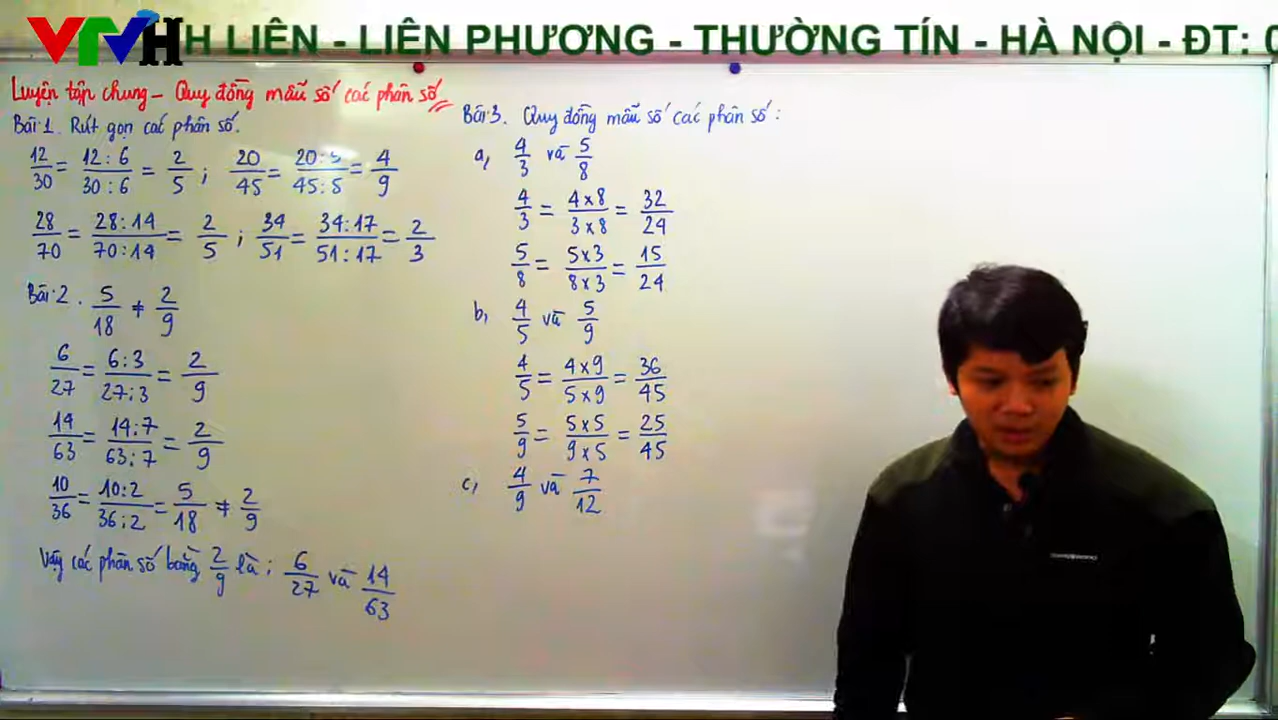 VTVH
H LIÊN - LIÊN PHƯƠNG - THƯỜNG TÍN - HÀ NỘI - ĐT: 0
Luyện tập chung - Quy đồng mẫu số các phân số
Bài 1. Rút gọn các phân số.
12/30 = 12:6/30:6 = 2/5 ; 20/45 = 20:5/45:5 = 4/9
28/70 = 28:14/70:14 = 2/5 ; 34/51 = 34:17/51:17 = 2/3
Bài 2. 5/18 ≠ 2/9
6/27 = 6:3/27:3 = 2/9
14/63 = 14:7/63:7 = 2/9
10/36 = 10:2/36:2 = 5/18 ≠ 2/9
Vậy các phân số bằng 2/9 là: 6/27 và 14/63
Bài 3. Quy đồng mẫu số các phân số:
a, 4/3 và 5/8
4/3 = 4x8/3x8 = 32/24
5/8 = 5x3/8x3 = 15/24
b, 4/5 và 5/9
4/5 = 4x9/5x9 = 36/45
5/9 = 5x5/9x5 = 25/45
c, 4/9 và 7/12